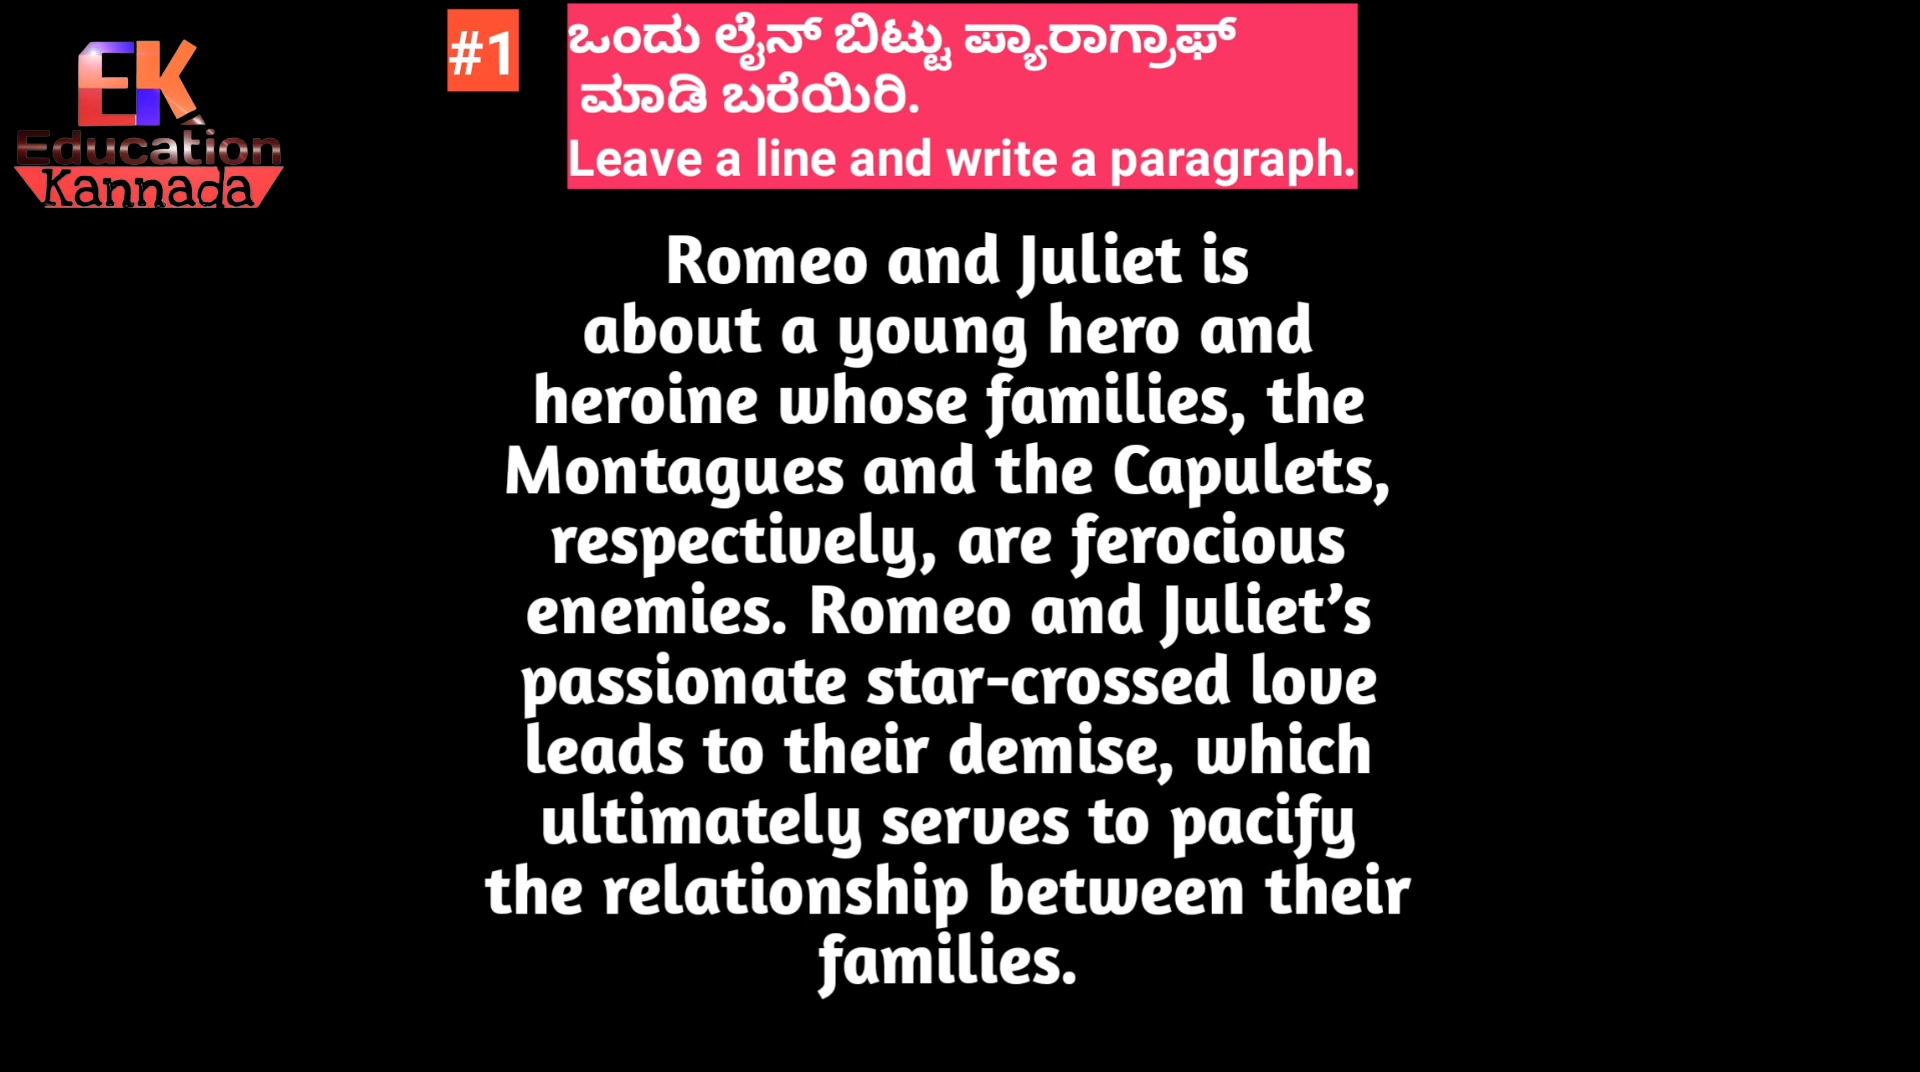 EK
Education
Kannada
#1
ಒಂದು ಲೈನ್ ಬಿಟ್ಟು ಪ್ಯಾರಾಗ್ರಾಫ್
ಮಾಡಿ ಬರೆಯಿರಿ.
Leave a line and write a paragraph.
Romeo and Juliet is
about a young hero and
heroine whose families, the
Montagues and the Capulets,
respectively, are ferocious
enemies. Romeo and Juliet’s
passionate star-crossed love
leads to their demise, which
ultimately serves to pacify
the relationship between their
families.